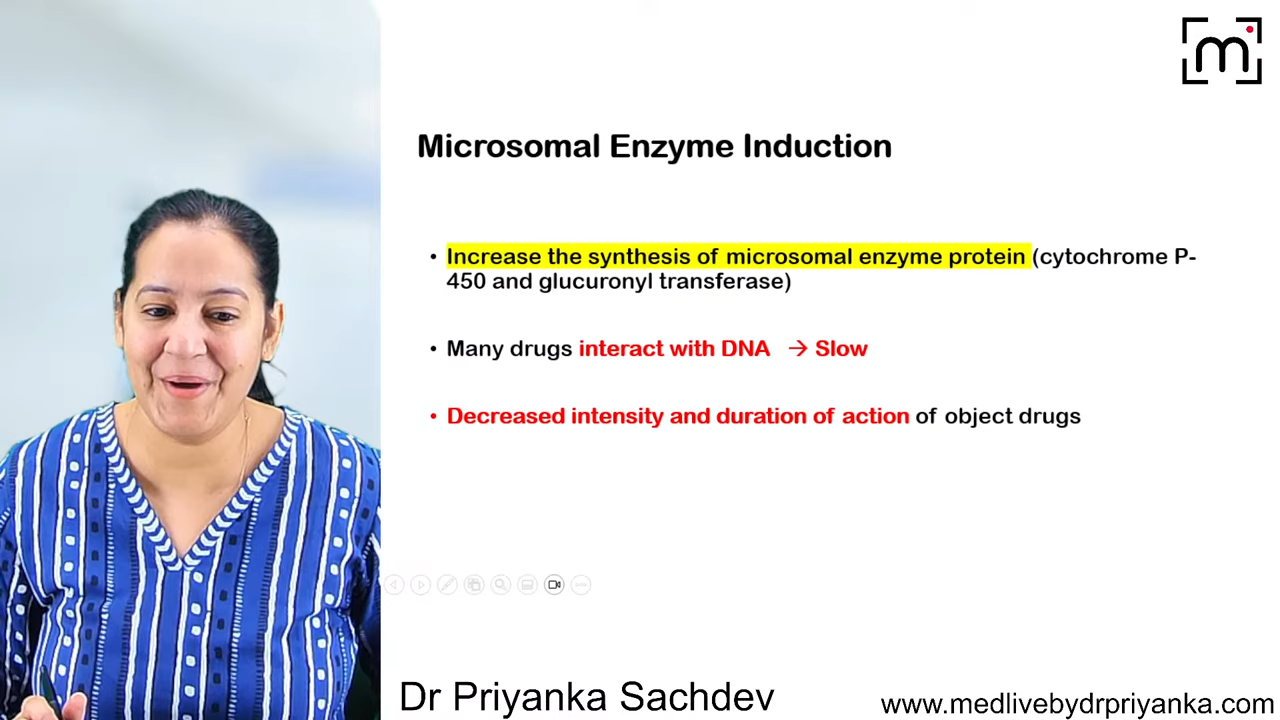 m
Microsomal Enzyme Induction
• Increase the synthesis of microsomal enzyme protein (cytochrome P-
450 and glucuronyl transferase)
• Many drugs interact with DNA → Slow
• Decreased intensity and duration of action of object drugs
Dr Priyanka Sachdev
www.medlivebydrpriyanka.com